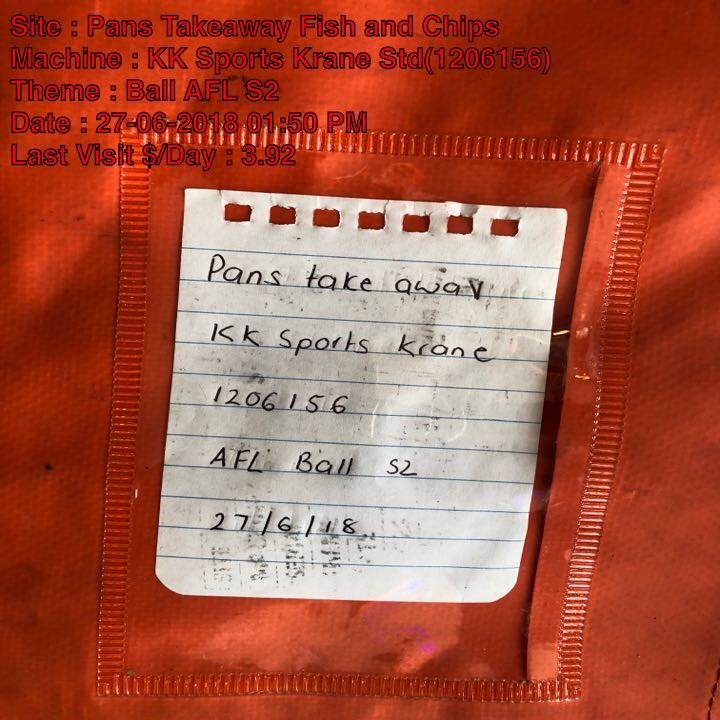 Site : Pans Takeaway Fish and Chips
Machine : KK Sports Krane Std(1206156)
Theme : Ball AFL S2
Date : 27-06-2018 01:50 PM
Last Visit $/Day : 3.92
Pans take away
KK Sports Krane
1206156
AFL Ball S2
27/6/18